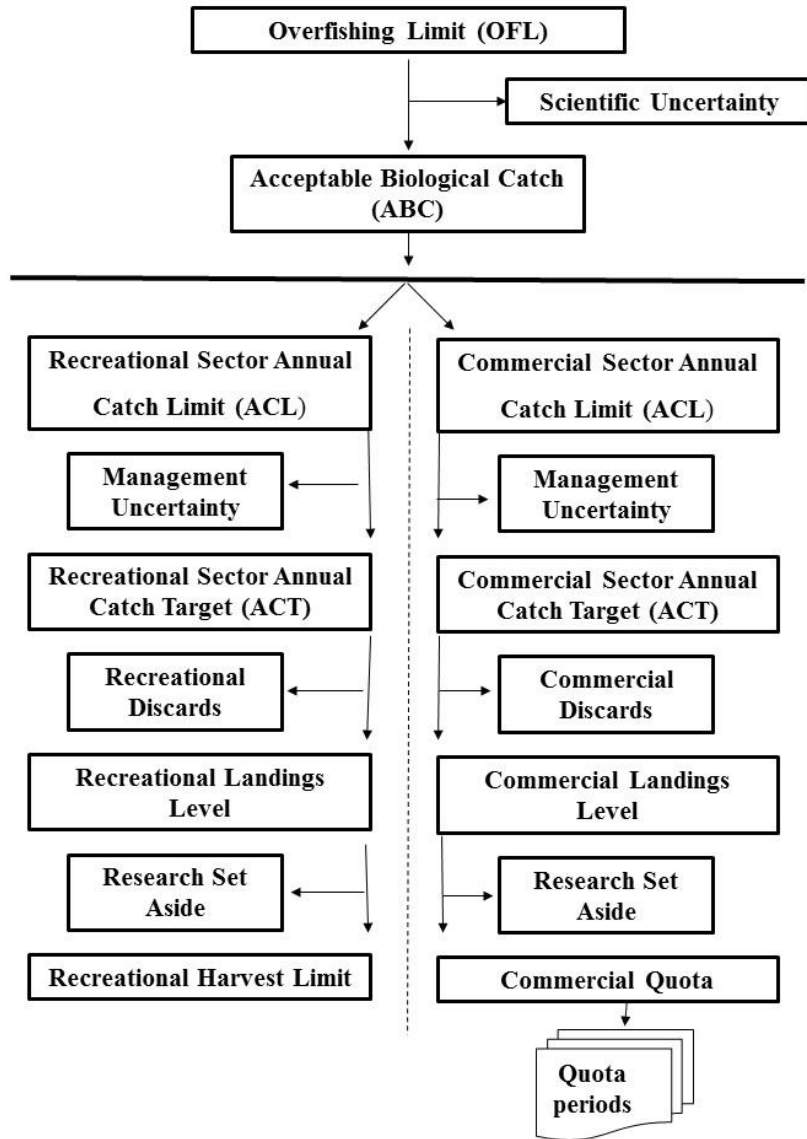 Overfishing Limit (OFL)
Scientific Uncertainty
Acceptable Biological Catch
(ABC)
Recreational Sector Annual
Catch Limit (ACL)
Commercial Sector Annual
Catch Limit (ACL)
Management
Uncertainty
Management
Uncertainty
Recreational Sector Annual
Catch Target (ACT)
Commercial Sector Annual
Catch Target (ACT)
Recreational
Discards
Commercial
Discards
Recreational Landings
Level
Commercial Landings
Level
Research Set
Aside
Research Set
Aside
Recreational Harvest Limit
Commercial Quota
Quota
periods